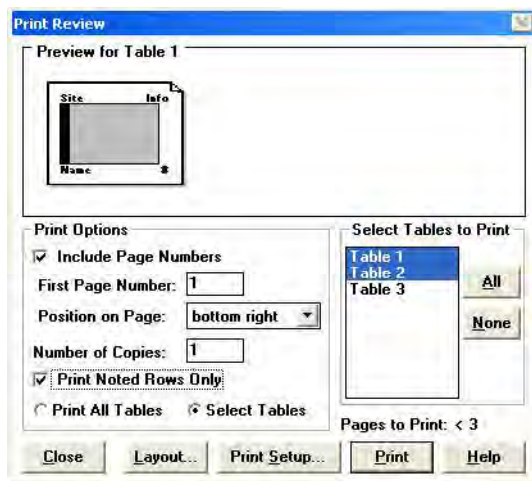 Print Review
Preview for Table 1
Site Info
Name #
Print Options
Include Page Numbers
First Page Number: 1
Position on Page: bottom right
Number of Copies: 1
Print Noted Rows Only
Print All Tables Select Tables
Select Tables to Print
Table 1
Table 2
Table 3
All
None
Pages to Print: < 3
Close Layout... Print Setup... Print Help